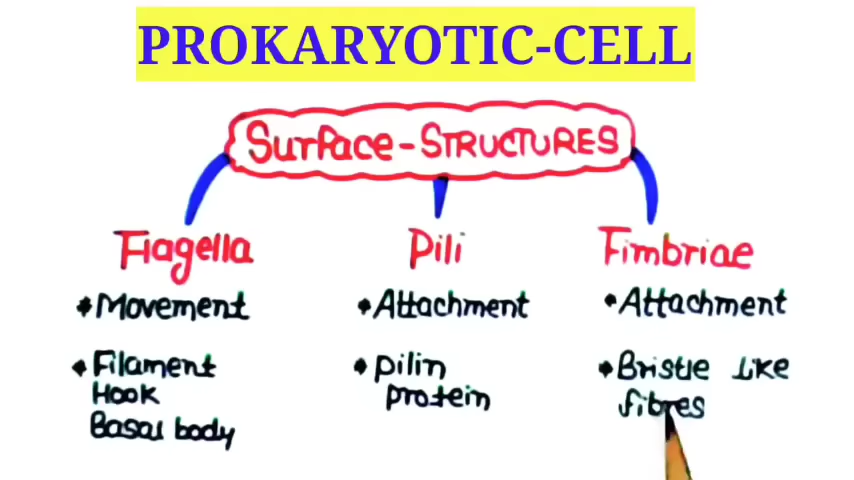 PROKARYOTIC-CELL
Surface-STRUCTURES
Flagella
• Movement
• Filament
Hook
Basal body
Pili
• Attachment
• Pilin
protein
Fimbriae
• Attachment
• Bristle like
fibres